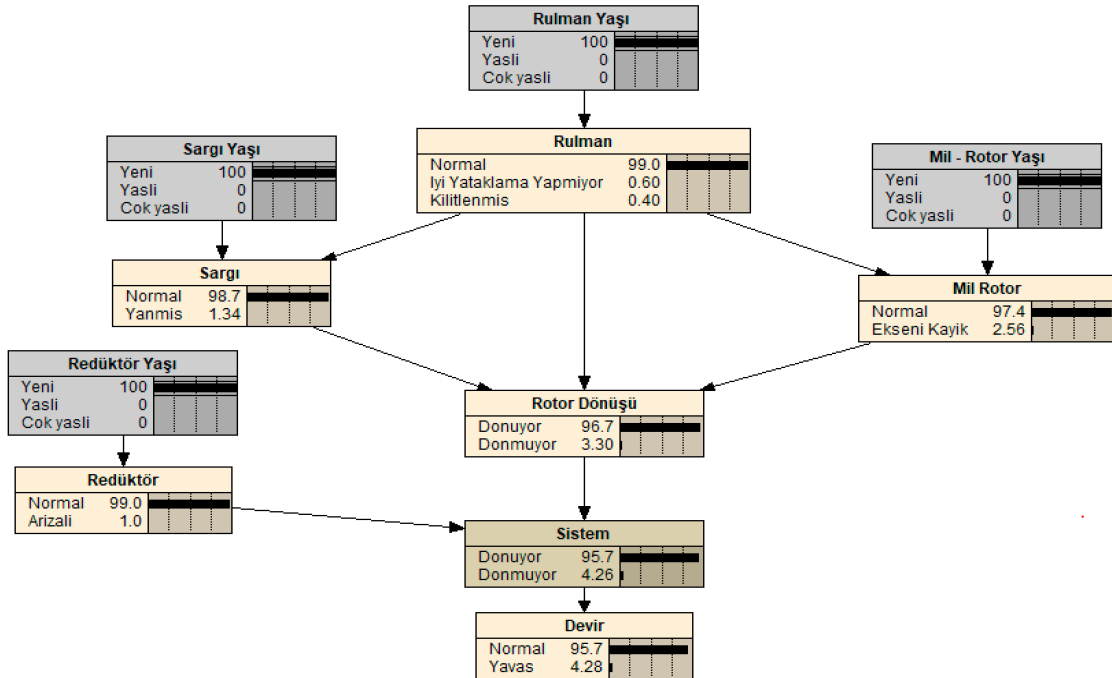 Rulman Yaşı
Yeni 100
Yasli 0
Cok yasli 0
Rulman
Normal 99.0
Iyi Yataklama Yapmiyor 0.60
Kilitlenmis 0.40
Sargı Yaşı
Yeni 100
Yasli 0
Cok yasli 0
Mil - Rotor Yaşı
Yeni 100
Yasli 0
Cok yasli 0
Sargı
Normal 98.7
Yanmis 1.34
Mil Rotor
Normal 97.4
Ekseni Kayik 2.56
Redüktör Yaşı
Yeni 100
Yasli 0
Cok yasli 0
Rotor Dönüşü
Donuyor 96.7
Donmuyor 3.30
Redüktör
Normal 99.0
Arizali 1.0
Sistem
Donuyor 95.7
Donmuyor 4.26
Devir
Normal 95.7
Yavas 4.28